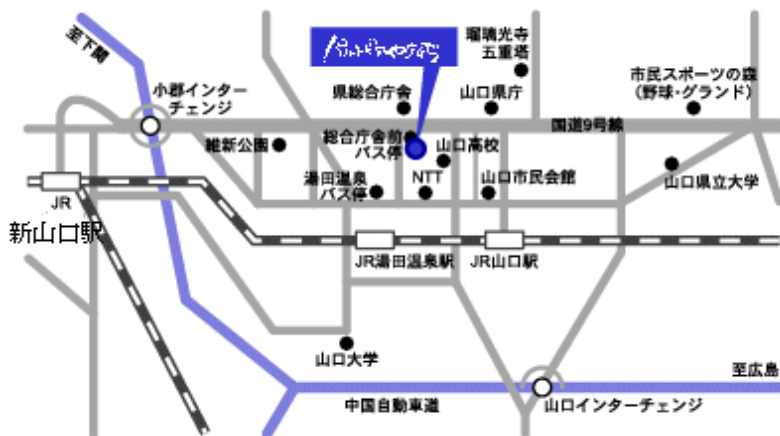 至下関
小郡インター
チェンジ
県総合庁舎
瑠璃光寺
五重塔
山口県庁
市民スポーツの森
(野球・グランド)
国道9号線
維新公園
総合庁舎前
バス停
山口高校
湯田温泉
バス停
NTT
山口市民会館
山口県立大学
JR
新山口駅
JR湯田温泉駅
JR山口駅
山口大学
至広島
中国自動車道
山口インターチェンジ